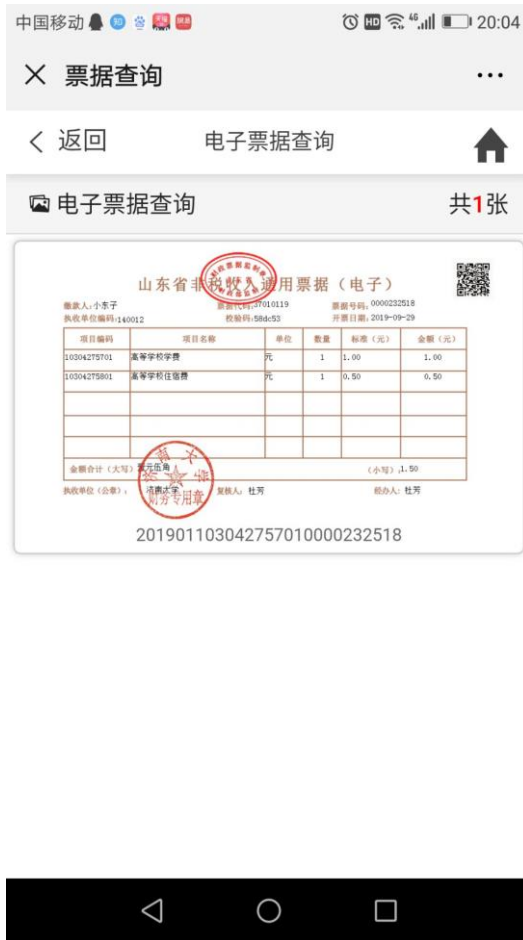 中国移动 HD 46 20:04
票据查询 ...
返回 电子票据查询
电子票据查询 共1张
山东省非税收入通用票据（电子）
缴款人:小东子 票据代码:37010119 票据号码:0000232518
执收单位编码:140012 校验码:58dc53 开票日期:2019-09-29
项目编码 项目名称 单位 数量 标准（元） 金额（元）
10304275701 高等学校学费 元 1 1.00 1.00
10304275801 高等学校住宿费 元 1 0.50 0.50
金额合计（大写） 元伍角 （小写） 1.50
执收单位（公章）: 济南大学 复核人: 杜芳 经办人: 杜芳
财务专用章
201901103042757010000232518